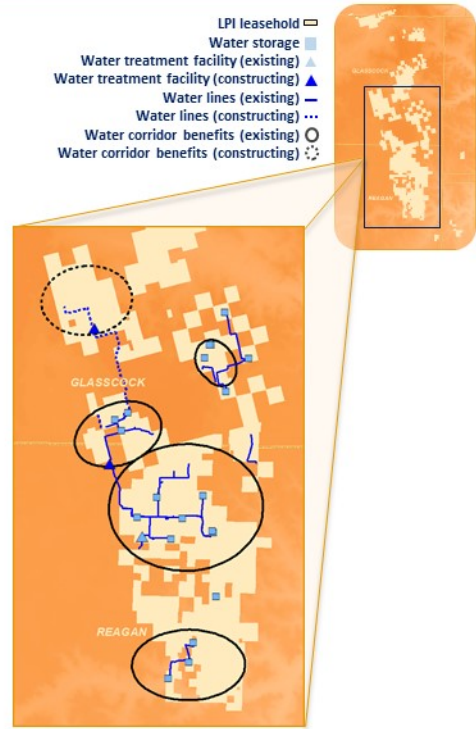 LPI leasehold
Water storage
Water treatment facility (existing)
Water treatment facility (constructing)
Water lines (existing)
Water lines (constructing)
Water corridor benefits (existing)
Water corridor benefits (constructing)
GLASSCOCK
REAGAN
GLASSCOCK
REAGAN